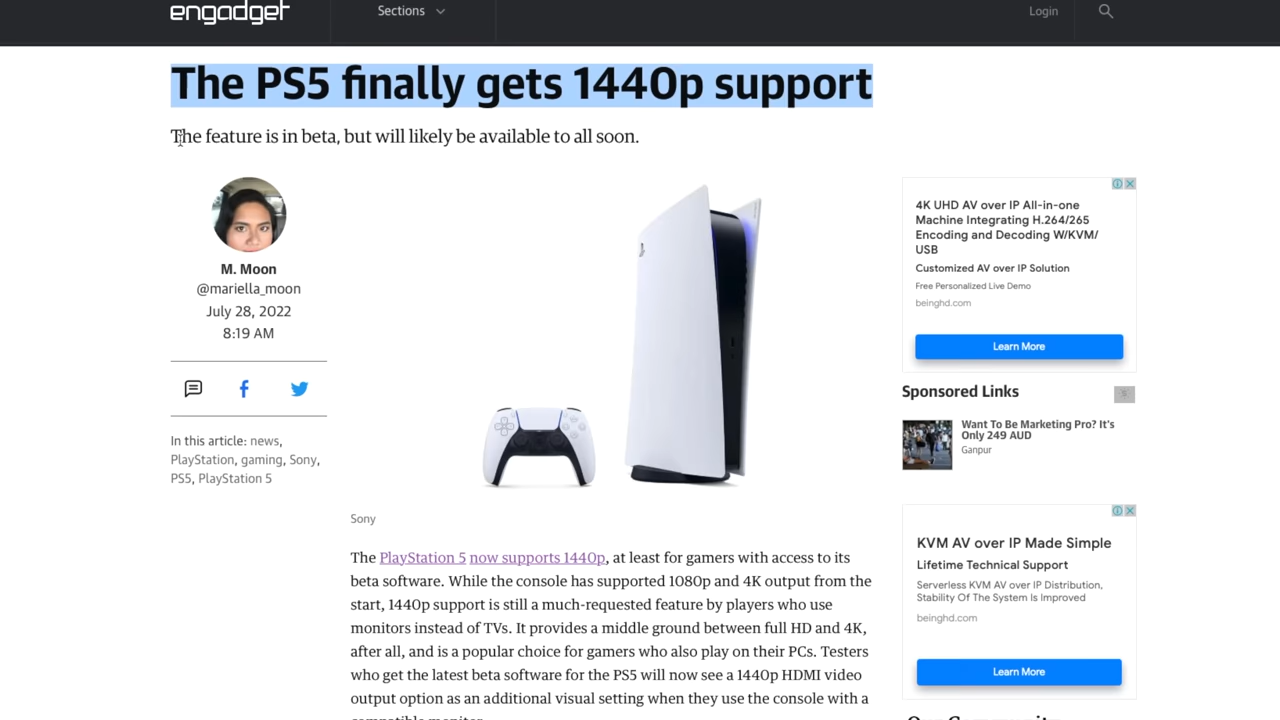 engadget
Sections
Login
The PS5 finally gets 1440p support
The feature is in beta, but will likely be available to all soon.
M. Moon
@mariella_moon
July 28, 2022
8:19 AM
In this article: news,
PlayStation, gaming, Sony,
PS5, PlayStation 5
Sony
The PlayStation 5 now supports 1440p, at least for gamers with access to its
beta software. While the console has supported 1080p and 4K output from the
start, 1440p support is still a much-requested feature by players who use
monitors instead of TVs. It provides a middle ground between full HD and 4K,
after all, and is a popular choice for gamers who also play on their PCs. Testers
who get the latest beta software for the PS5 will now see a 1440p HDMI video
output option as an additional visual setting when they use the console with a
4K UHD AV over IP All-in-one
Machine Integrating H.264/265
Encoding and Decoding W/KVM/
USB
Customized AV over IP Solution
Free Personalized Live Demo
beinghd.com
Learn More
Sponsored Links
Want To Be Marketing Pro? It's
Only 249 AUD
Ganpur
KVM AV over IP Made Simple
Lifetime Technical Support
Serverless KVM AV over IP Distribution,
Stability Of The System Is Improved
beinghd.com
Learn More